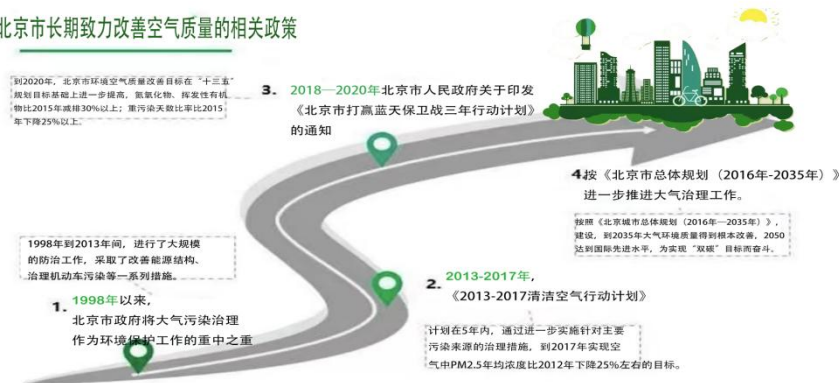 北京市长期致力改善空气质量的相关政策
1. 1998年以来，
北京市政府将大气污染治理
作为环境保护工作的重中之重
1998年到2013年间，进行了大规模
的防治工作，采取了改善能源结构、
治理机动车污染等一系列措施。
2. 2013-2017年，
《2013-2017清洁空气行动计划》
计划在5年内，通过进一步实施针对主要
污染来源的治理措施，到2017年实现空
气中PM2.5年均浓度比2012年下降25%左右的目标。
3. 2018—2020年北京市人民政府关于印发
《北京市打赢蓝天保卫战三年行动计划》
的通知
到2020年，北京市环境空气质量改善目标在“十三五”
规划目标基础上进一步提高，氮氧化物、挥发性有机
物比2015年减排30%以上；重污染天数比率比2015
年下降25%以上。
4.按《北京市总体规划（2016年-2035年）》
进一步推进大气治理工作。
按照《北京城市总体规划（2016年—2035年）》，
建设，到2035年大气环境质量得到根本改善，2050
达到国际先进水平，为实现“双碳”目标而奋斗。